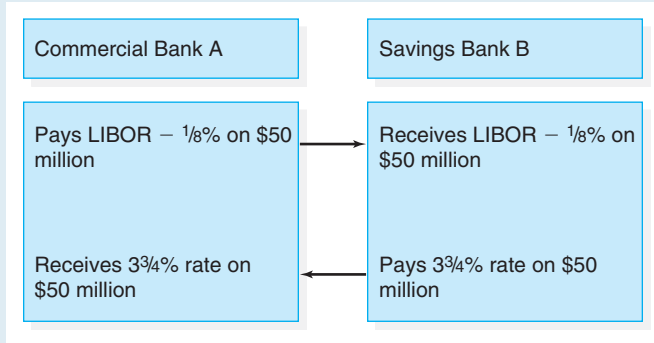 Commercial Bank A
Savings Bank B
Pays LIBOR – 1/8% on $50
million
Receives LIBOR – 1/8% on
$50 million
Receives 33/4% rate on
$50 million
Pays 33/4% rate on $50
million